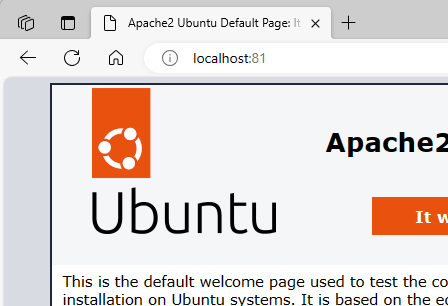 Apache2 Ubuntu Default Page: It
localhost:81
Apache2
Ubuntu
It w
This is the default welcome page used to test the co
installation on Ubuntu systems. It is based on the e